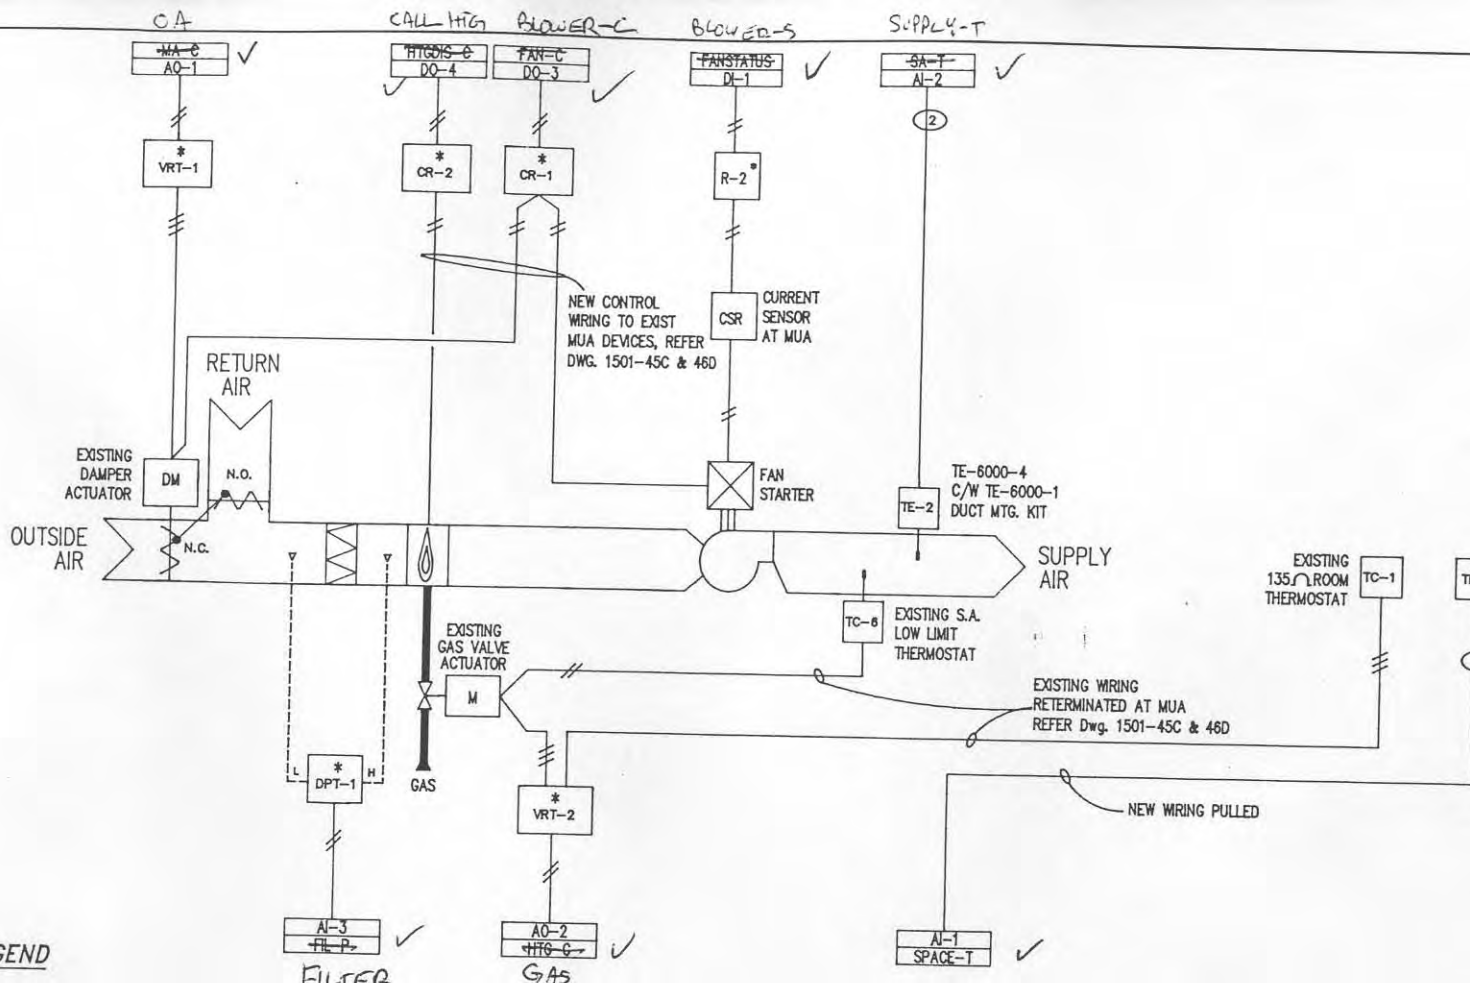 OA
CALL HTG
BLOWER-C
BLOWER-S
SUPPLY-T
MA-C
AO-1
HTGDIS-C
DO-4
FAN-C
DO-3
FANSTATUS
DI-1
SA-T
AI-2
2
*
VRT-1
*
CR-2
*
CR-1
*
R-2
NEW CONTROL
WIRING TO EXIST
MUA DEVICES, REFER
DWG. 1501-45C & 46D
CSR
CURRENT
SENSOR
AT MUA
RETURN
AIR
EXISTING
DAMPER
ACTUATOR
DM
N.O.
N.C.
FAN
STARTER
TE-6000-4
C/W TE-6000-1
DUCT MTG. KIT
TE-2
OUTSIDE
AIR
SUPPLY
AIR
EXISTING
135Ω ROOM
THERMOSTAT
TC-1
TC-6
EXISTING S.A.
LOW LIMIT
THERMOSTAT
EXISTING
GAS VALVE
ACTUATOR
M
EXISTING WIRING
RETERMINATED AT MUA
REFER Dwg. 1501-45C & 46D
L
*
DPT-1
H
GAS
*
VRT-2
NEW WIRING PULLED
AI-3
FIL-P
FILTER
AO-2
HTG-C
GAS
AI-1
SPACE-T
GEND